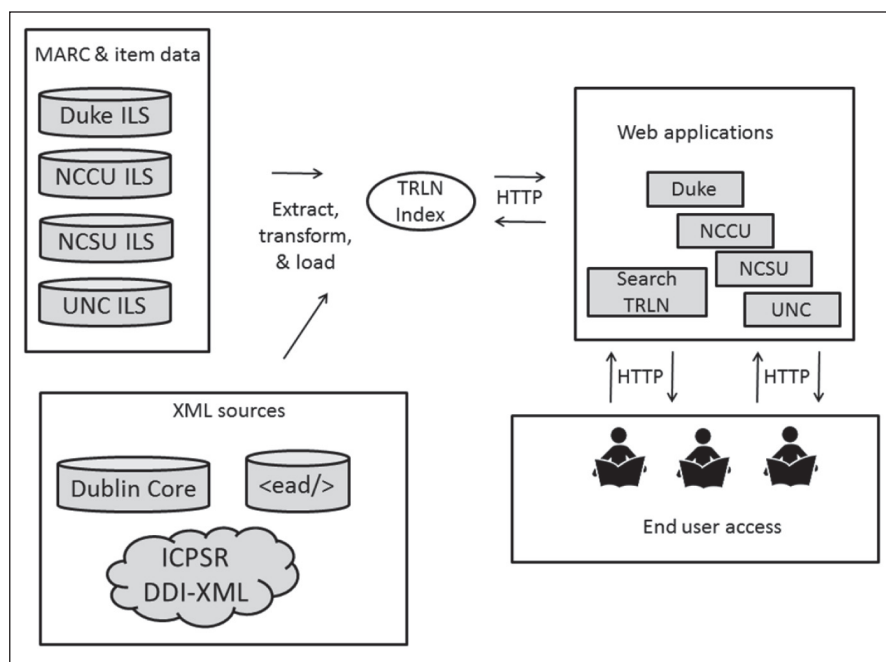 MARC & item data
Duke ILS
NCCU ILS
NCSU ILS
UNC ILS
Extract,
transform,
& load
TRLN
Index
HTTP
Web applications
Duke
NCCU
NCSU
Search
TRLN
UNC
HTTP
HTTP
XML sources
Dublin Core
<ead/>
ICPSR
DDI-XML
End user access